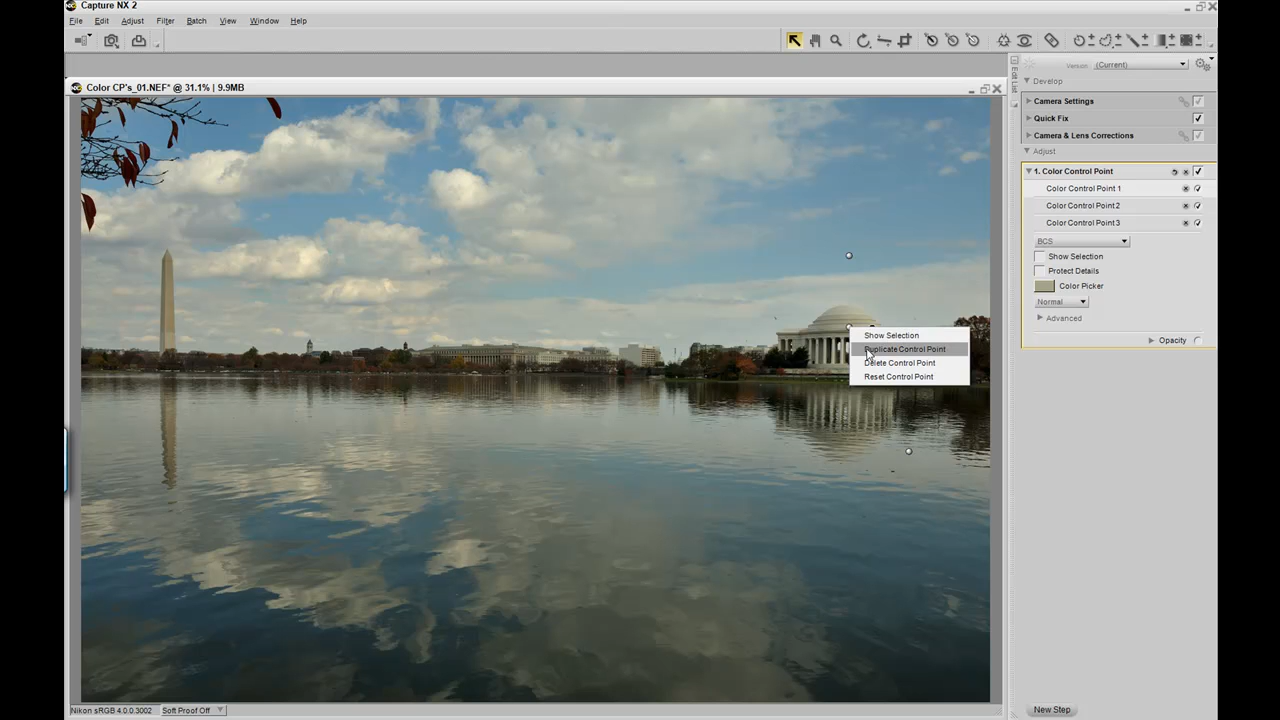 Capture NX 2
File Edit Adjust Filter Batch View Window Help
Version: (Current)
Color CP's_01.NEF* @ 31.1% | 9.9MB
Edit List
Develop
Camera Settings
Quick Fix
Camera & Lens Corrections
Adjust
1. Color Control Point
Color Control Point 1
Color Control Point 2
Color Control Point 3
BCS
Show Selection
Protect Details
Color Picker
Normal
Advanced
Opacity
Show Selection
Duplicate Control Point
Delete Control Point
Reset Control Point
Nikon sRGB 4.0.0.3002 Soft Proof Off
New Step